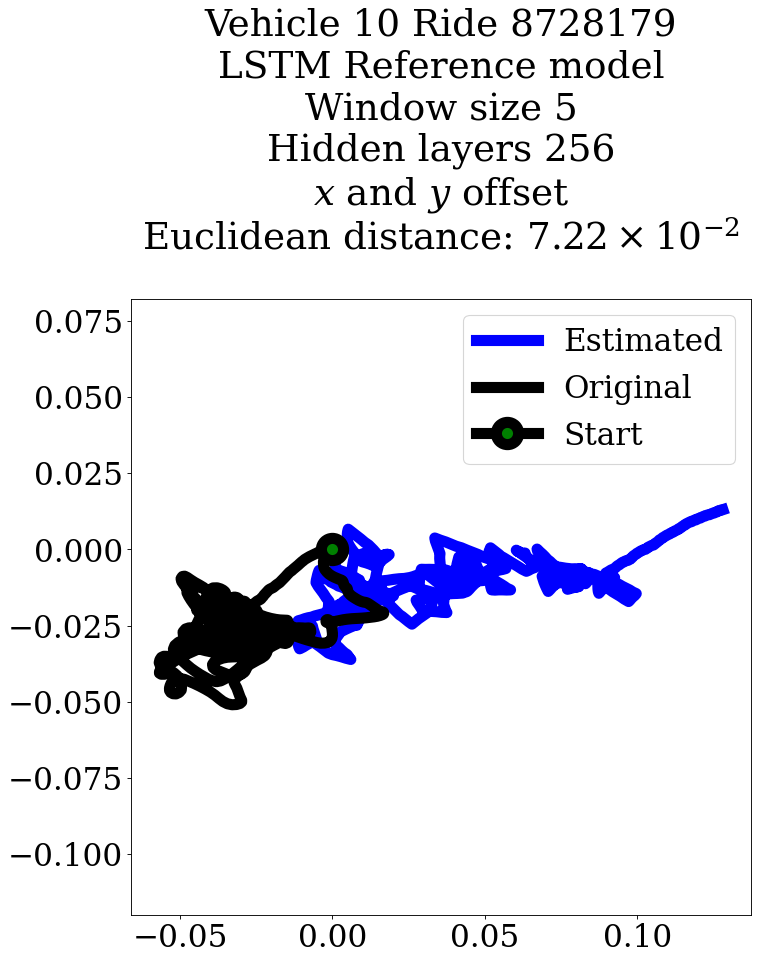 Vehicle 10 Ride 8728179
LSTM Reference model
Window size 5
Hidden layers 256
x and y offset
Euclidean distance: 7.22 × 10⁻²
Estimated
Original
Start
0.075
0.050
0.025
0.000
−0.025
−0.050
−0.075
−0.100
−0.05 0.00 0.05 0.10